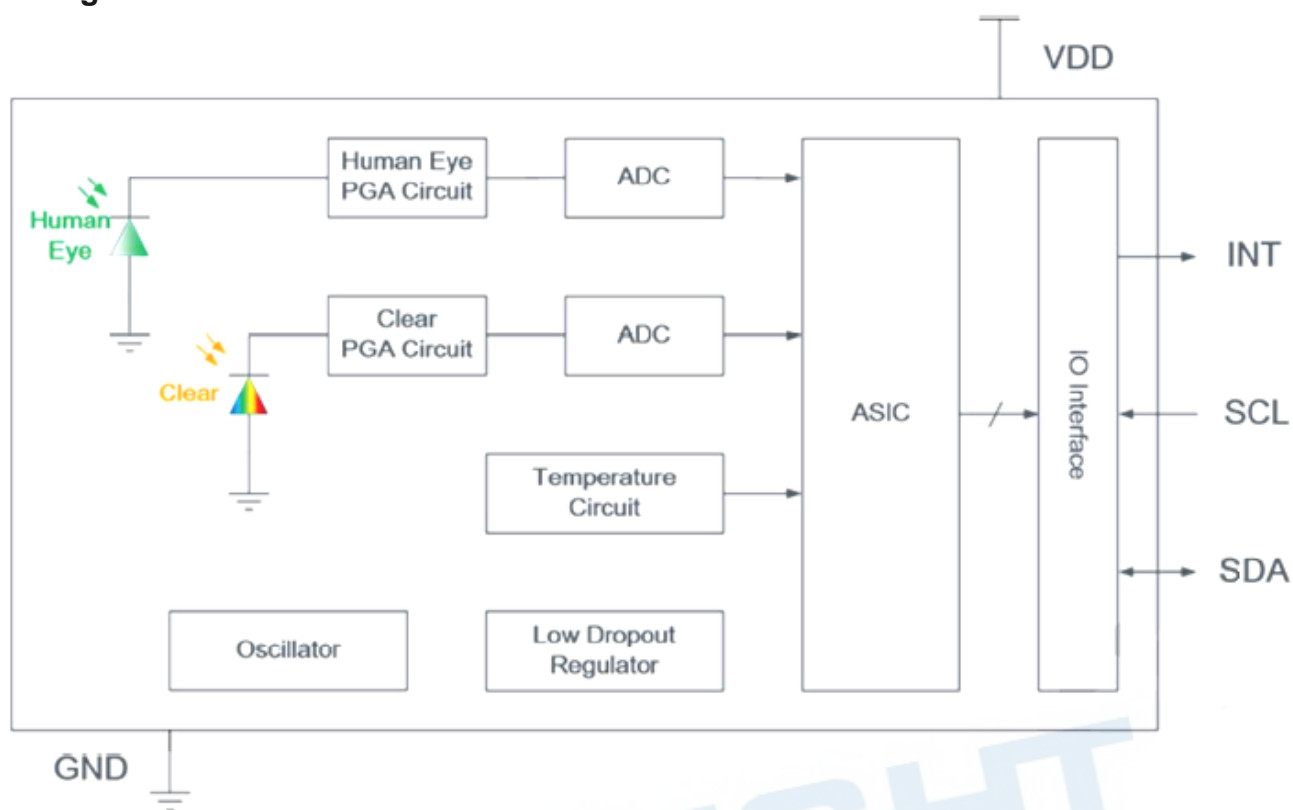 VDD
Human Eye
PGA Circuit
ADC
Human
Eye
INT
Clear
PGA Circuit
ADC
Clear
IO Interface
ASIC
SCL
Temperature
Circuit
SDA
Oscillator
Low Dropout
Regulator
GND